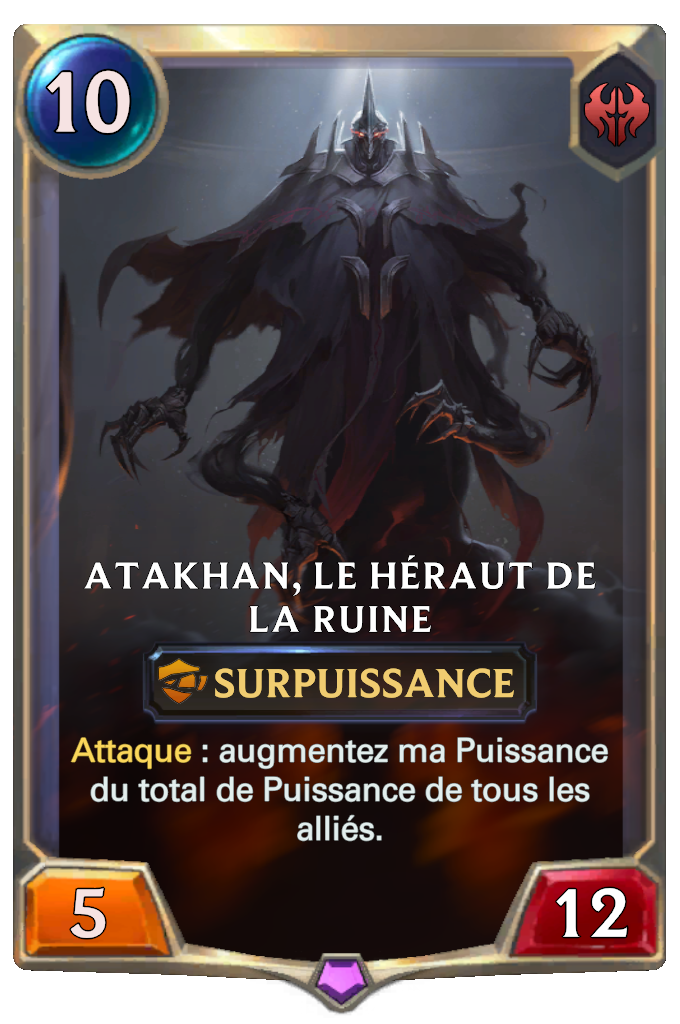 10
ATAKHAN, LE HÉRAUT DE
LA RUINE
SURPUISSANCE
Attaque : augmentez ma Puissance
du total de Puissance de tous les
alliés.
5
12